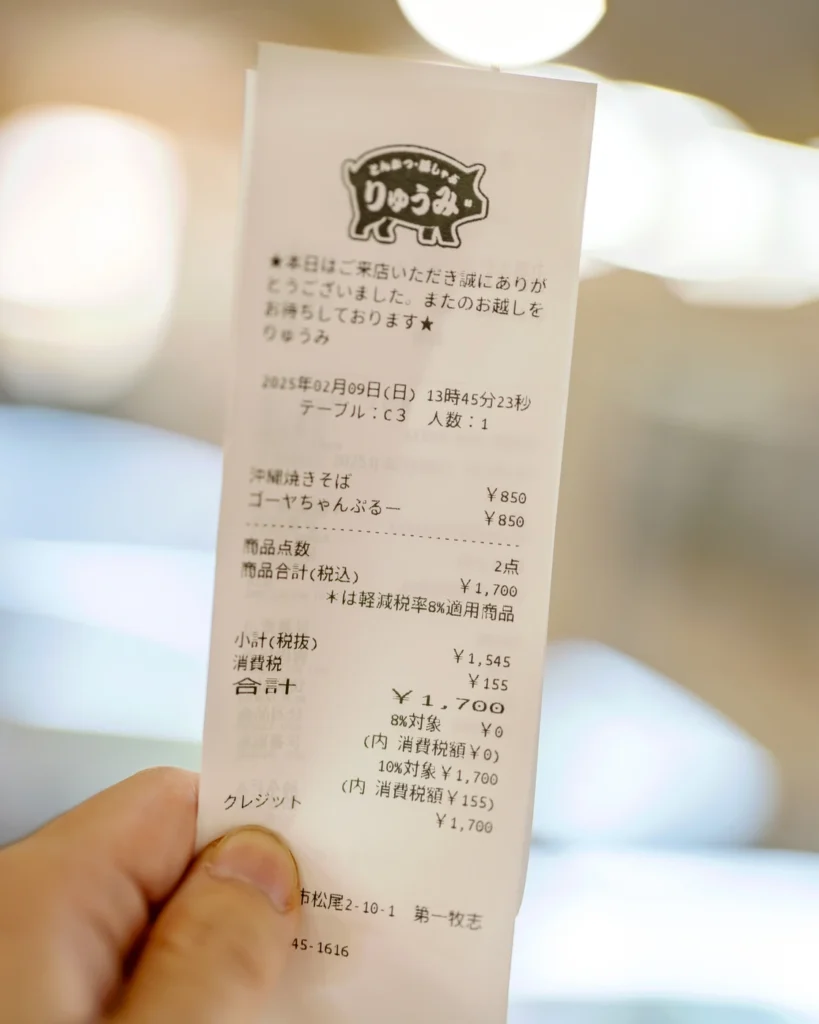 とんかつ・豚しゃぶ
りゅうみ
★本日はご来店いただき誠にありが
とうございました。またのお越しを
お待ちしております★
りゅうみ
2025年02月09日(日) 13時45分23秒
テーブル：C3 人数：1
沖縄焼きそば ￥850
ゴーヤちゃんぷるー ￥850
--------------------------------
商品点数 2点
商品合計(税込) ￥1,700
＊は軽減税率8%適用商品
小計(税抜) ￥1,545
消費税 ￥155
合計 ￥1,700
8%対象 ￥0
(内 消費税額￥0)
10%対象￥1,700
(内 消費税額￥155)
クレジット ￥1,700
市松尾2-10-1 第一牧志
45-1616